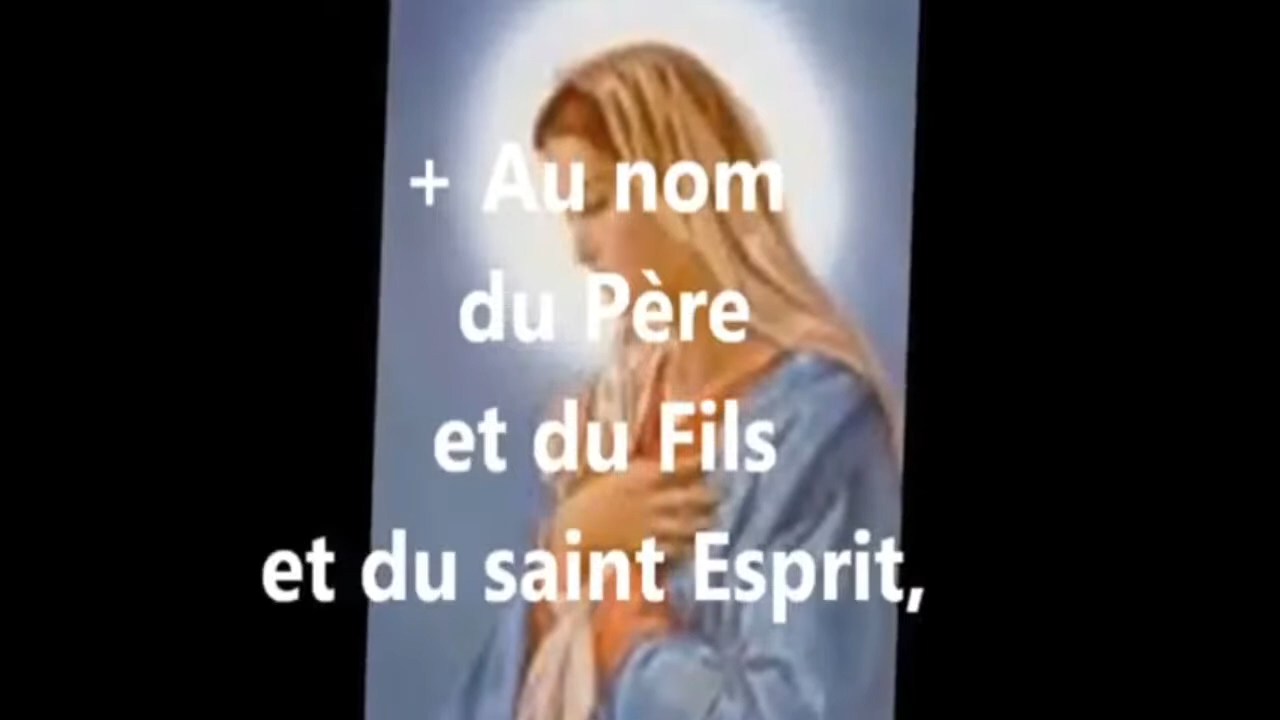 + Au nom
du Père
et du Fils
et du saint Esprit,